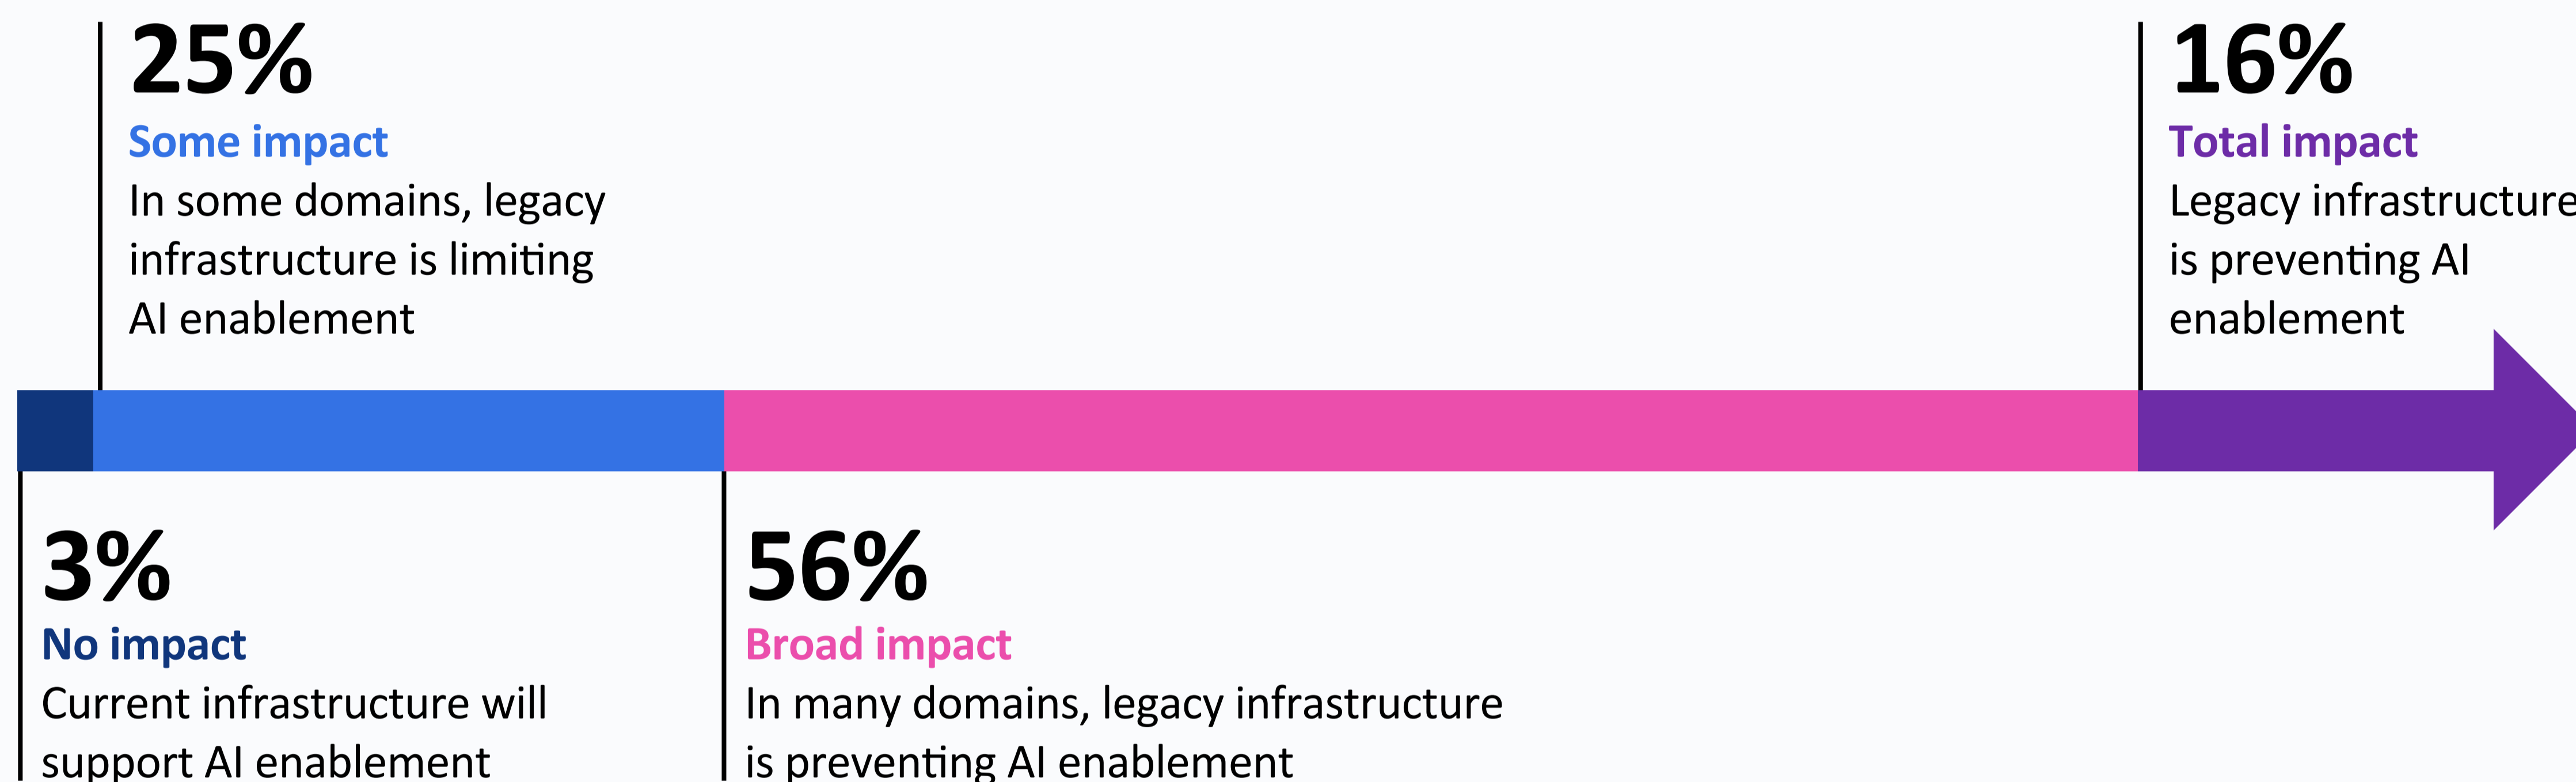 25%
Some impact
In some domains, legacy
infrastructure is limiting
AI enablement
16%
Total impact
Legacy infrastructure
is preventing AI
enablement
3%
No impact
Current infrastructure will
support AI enablement
56%
Broad impact
In many domains, legacy infrastructure
is preventing AI enablement